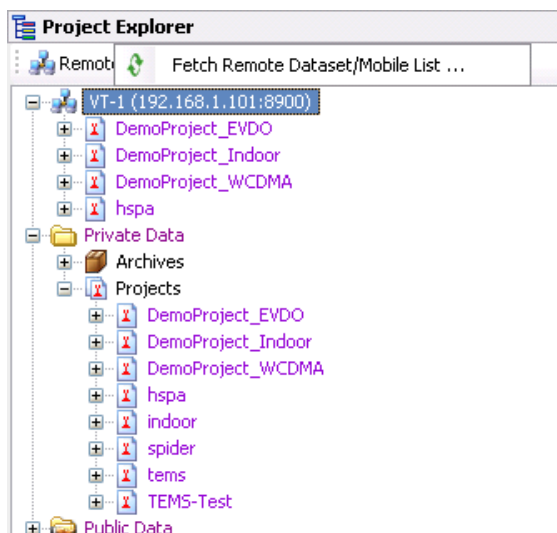 Project Explorer
Remot Fetch Remote Dataset/Mobile List ...
VT-1 (192.168.1.101:8900)
DemoProject_EVDO
DemoProject_Indoor
DemoProject_WCDMA
hspa
Private Data
Archives
Projects
DemoProject_EVDO
DemoProject_Indoor
DemoProject_WCDMA
hspa
indoor
spider
tems
TEMS-Test
Public Data